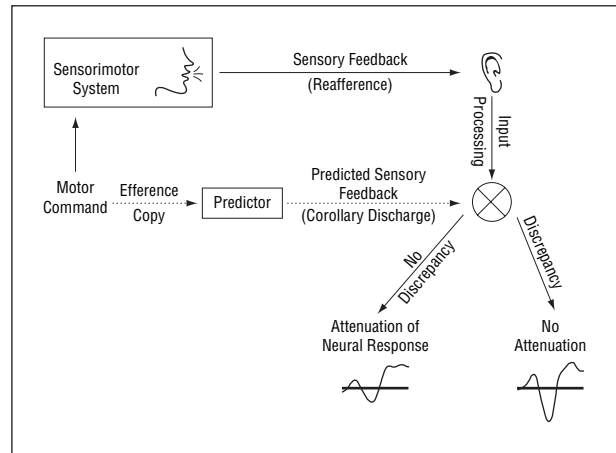 Sensory Feedback
(Reafference)
Sensorimotor
System
Input
Processing
Motor
Command
Efference
Copy
Predictor
Predicted Sensory
Feedback
(Corollary Discharge)
No
Discrepancy
Discrepancy
Attenuation of
Neural Response
No
Attenuation